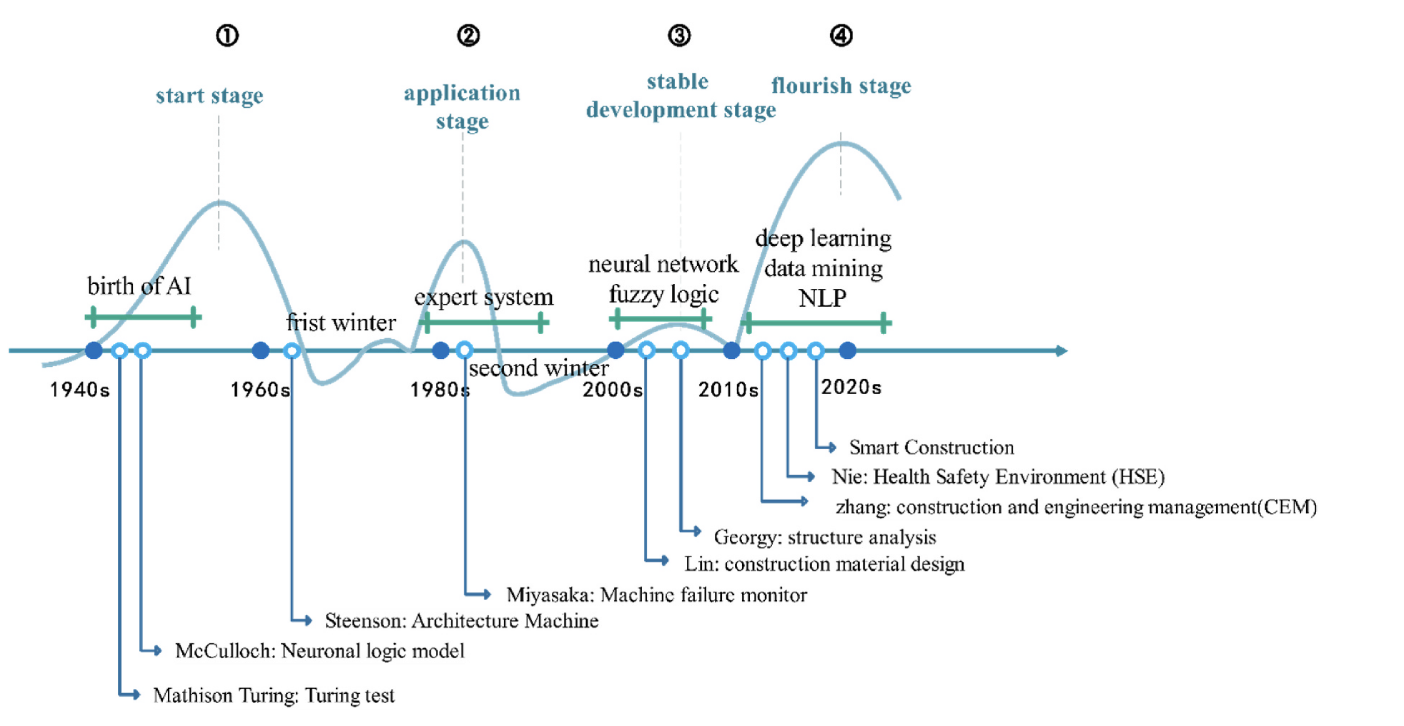 ① ② ③ ④
start stage
application
stage
stable
development stage
flourish stage
birth of AI
frist winter
expert system
second winter
neural network
fuzzy logic
deep learning
data mining
NLP
1940s 1960s 1980s 2000s 2010s 2020s
Smart Construction
Nie: Health Safety Environment (HSE)
zhang: construction and engineering management(CEM)
Georgy: structure analysis
Lin: construction material design
Miyasaka: Machine failure monitor
Steenson: Architecture Machine
McCulloch: Neuronal logic model
Mathison Turing: Turing test